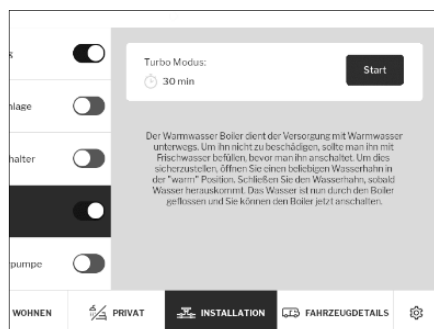 Turbo Modus:
30 min
Start
nlage
halter
pumpe
Der Warmwasser Boiler dient der Versorgung mit Warmwasser
unterwegs. Um ihn nicht zu beschädigen, sollte man ihn mit
Frischwasser befüllen, bevor man ihn anschaltet. Um dies
sicherzustellen, öffnen Sie einen beliebigen Wasserhahn in
der "warm" Position. Schließen Sie den Wasserhahn, sobald
Wasser herauskommt. Das Wasser ist nun durch den Boiler
geflossen und Sie können den Boiler jetzt anschalten.
WOHNEN
PRIVAT
INSTALLATION
FAHRZEUGDETAILS